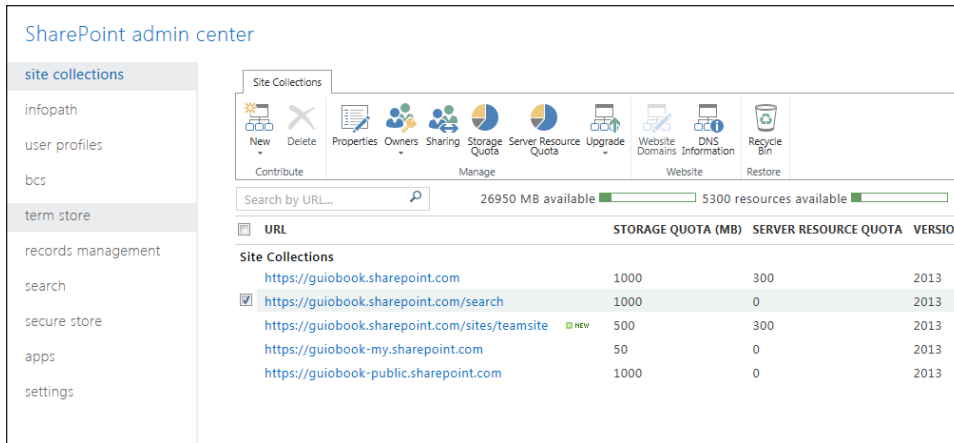 SharePoint admin center
site collections
infopath
user profiles
bcs
term store
records management
search
secure store
apps
settings
Site Collections
New
Delete
Properties
Owners
Sharing
Storage Quota
Server Resource Quota
Upgrade
Website Domains
DNS Information
Recycle Bin
Contribute
Manage
Website
Restore
Search by URL...
26950 MB available
5300 resources available
URL STORAGE QUOTA (MB) SERVER RESOURCE QUOTA VERSIO
Site Collections
https://guiobook.sharepoint.com 1000 300 2013
https://guiobook.sharepoint.com/search 1000 0 2013
https://guiobook.sharepoint.com/sites/teamsite NEW 500 300 2013
https://guiobook-my.sharepoint.com 50 0 2013
https://guiobook-public.sharepoint.com 1000 0 2013